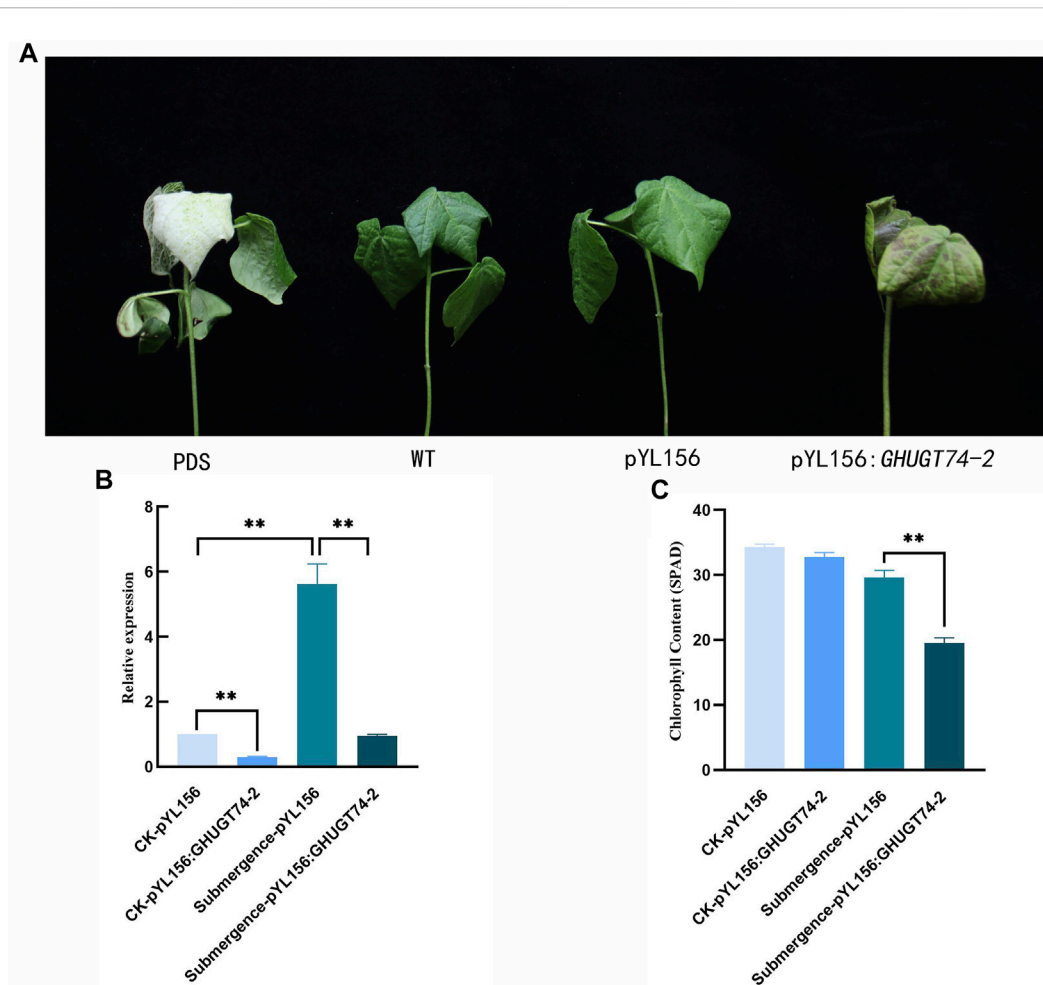 A
PDS WT pYL156 pYL156:GHUGT74-2
B
8
6
4
2
0
Relative expression
**
**
**
CK-pYL156
CK-pYL156:GHUGT74-2
Submergence-pYL156
Submergence-pYL156:GHUGT74-2
C
40
30
20
10
0
Chlorophyll Content (SPAD)
**
CK-pYL156
CK-pYL156:GHUGT74-2
Submergence-pYL156
Submergence-pYL156:GHUGT74-2